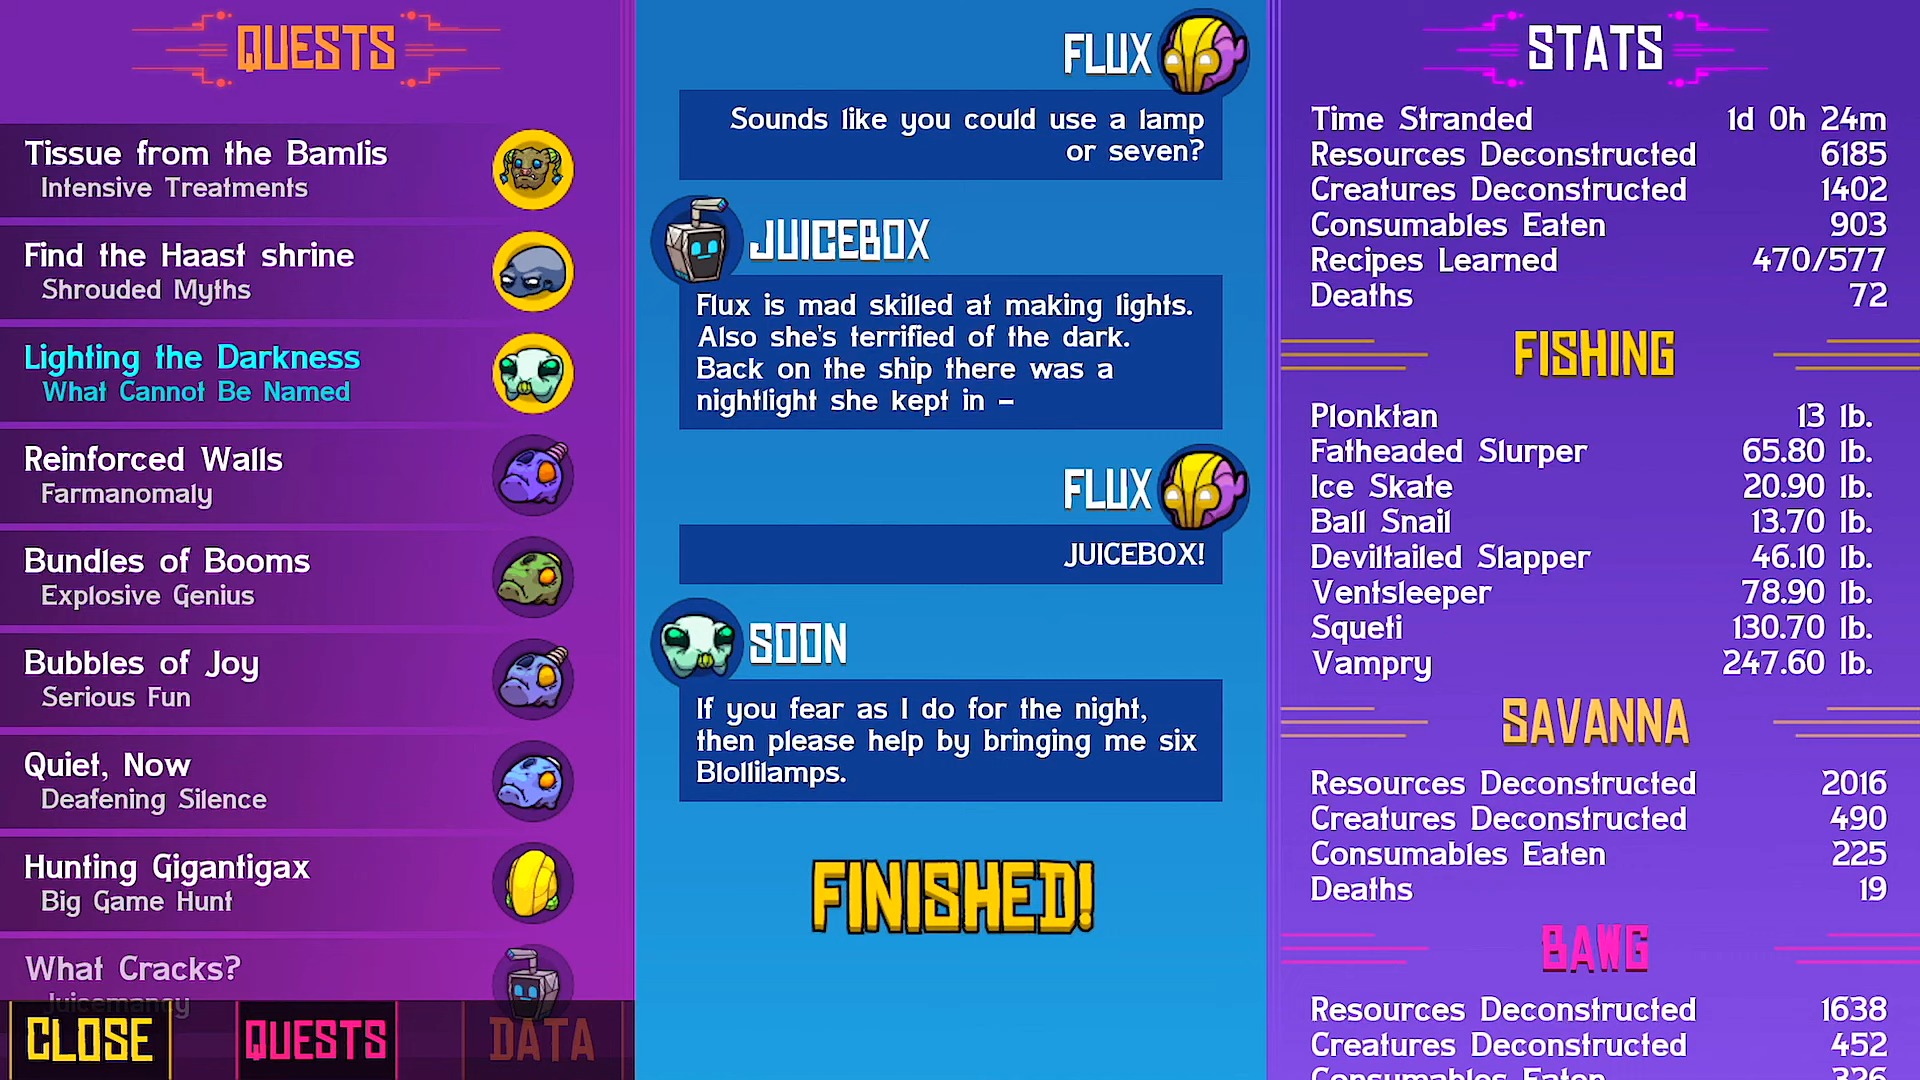 QUESTS
Tissue from the Bamlis
Intensive Treatments
Find the Haast shrine
Shrouded Myths
Lighting the Darkness
What Cannot Be Named
Reinforced Walls
Farmanomaly
Bundles of Booms
Explosive Genius
Bubbles of Joy
Serious Fun
Quiet, Now
Deafening Silence
Hunting Gigantigax
Big Game Hunt
What Cracks?
Juicemancy
CLOSE
QUESTS
DATA
FLUX
Sounds like you could use a lamp
or seven?
JUICEBOX
Flux is mad skilled at making lights.
Also she's terrified of the dark.
Back on the ship there was a
nightlight she kept in –
FLUX
JUICEBOX!
SOON
If you fear as I do for the night,
then please help by bringing me six
Blollilamps.
FINISHED!
STATS
Time Stranded 1d 0h 24m
Resources Deconstructed 6185
Creatures Deconstructed 1402
Consumables Eaten 903
Recipes Learned 470/577
Deaths 72
FISHING
Plonktan 13 lb.
Fatheaded Slurper 65.80 lb.
Ice Skate 20.90 lb.
Ball Snail 13.70 lb.
Deviltailed Slapper 46.10 lb.
Ventsleeper 78.90 lb.
Squeti 130.70 lb.
Vampry 247.60 lb.
SAVANNA
Resources Deconstructed 2016
Creatures Deconstructed 490
Consumables Eaten 225
Deaths 19
BAWG
Resources Deconstructed 1638
Creatures Deconstructed 452
Consumables Eaten 326